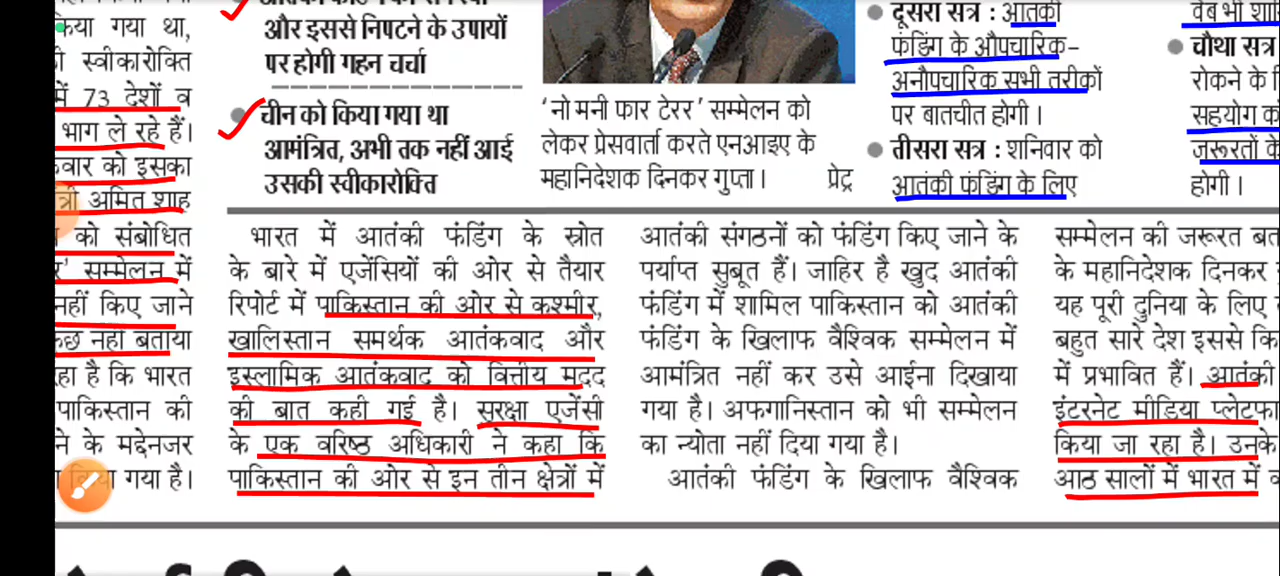 किया गया था,
स्वीकारोक्ति
में 73 देशों व
भाग ले रहे हैं।
को इसका
अमित शाह
को संबोधित
सम्मेलन में
नहीं किए जाने
नहीं बताया
है कि भारत
पाकिस्तान की
के मद्देनजर
गया है।
और इससे निपटने के उपायों
पर होगी गहन चर्चा
चीन को किया गया था
आमंत्रित, अभी तक नहीं आई
उसकी स्वीकारोक्ति
'नो मनी फार टेरर' सम्मेलन को
लेकर प्रेसवार्ता करते एनआइए के
महानिदेशक दिनकर गुप्ता। प्रेट्र
दूसरा सत्र : आतंकी
फंडिंग के औपचारिक-
अनौपचारिक सभी तरीकों
पर बातचीत होगी।
तीसरा सत्र : शनिवार को
आतंकी फंडिंग के लिए
वेब भी
चौथा सत्र
रोकने के
सहयोग
जरूरतों के
होगी।
भारत में आतंकी फंडिंग के स्रोत
के बारे में एजेंसियों की ओर से तैयार
रिपोर्ट में पाकिस्तान की ओर से कश्मीर,
खालिस्तान समर्थक आतंकवाद और
इस्लामिक आतंकवाद को वित्तीय मदद
की बात कही गई है। सुरक्षा एजेंसी
के एक वरिष्ठ अधिकारी ने कहा कि
पाकिस्तान की ओर से इन तीन क्षेत्रों में
आतंकी संगठनों को फंडिंग किए जाने के
पर्याप्त सुबूत हैं। जाहिर है खुद आतंकी
फंडिंग में शामिल पाकिस्तान को आतंकी
फंडिंग के खिलाफ वैश्विक सम्मेलन में
आमंत्रित नहीं कर उसे आईना दिखाया
गया है। अफगानिस्तान को भी सम्मेलन
का न्योता नहीं दिया गया है।
आतंकी फंडिंग के खिलाफ वैश्विक
सम्मेलन की जरूरत
के महानिदेशक दिनकर
यह पूरी दुनिया के लिए
बहुत सारे देश इससे
में प्रभावित हैं। आतंकी
इंटरनेट मीडिया
किया जा रहा है। उनके
आठ सालों में भारत में